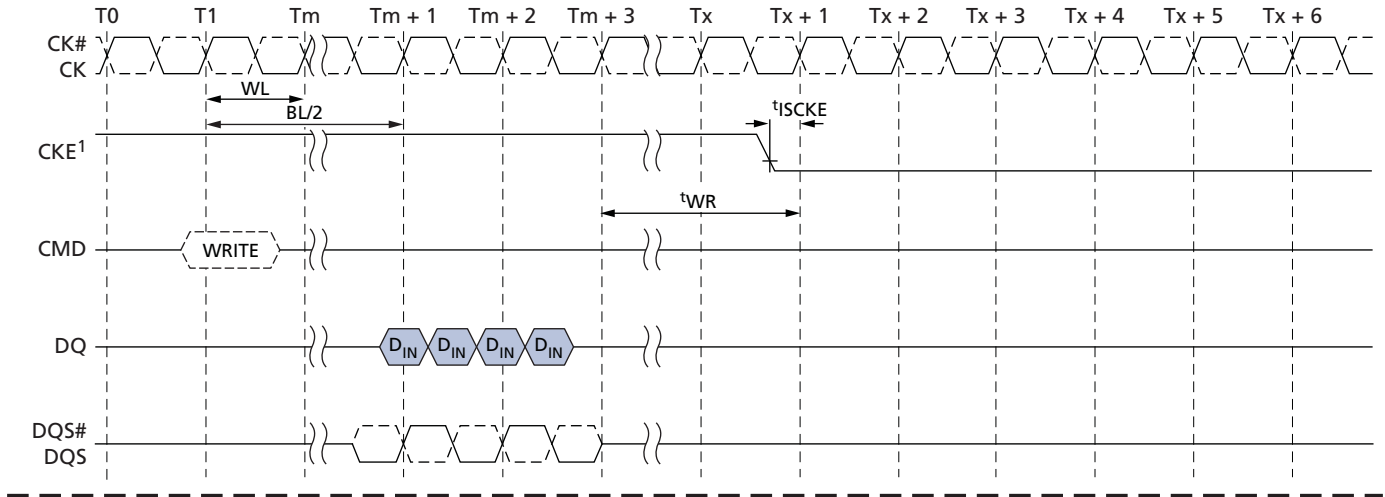 T0 T1 Tm Tm + 1 Tm + 2 Tm + 3 Tx Tx + 1 Tx + 2 Tx + 3 Tx + 4 Tx + 5 Tx + 6
CK#
CK
WL
BL/2
tISCKE
CKE1
tWR
CMD WRITE
DQ DIN DIN DIN DIN
DQS#
DQS